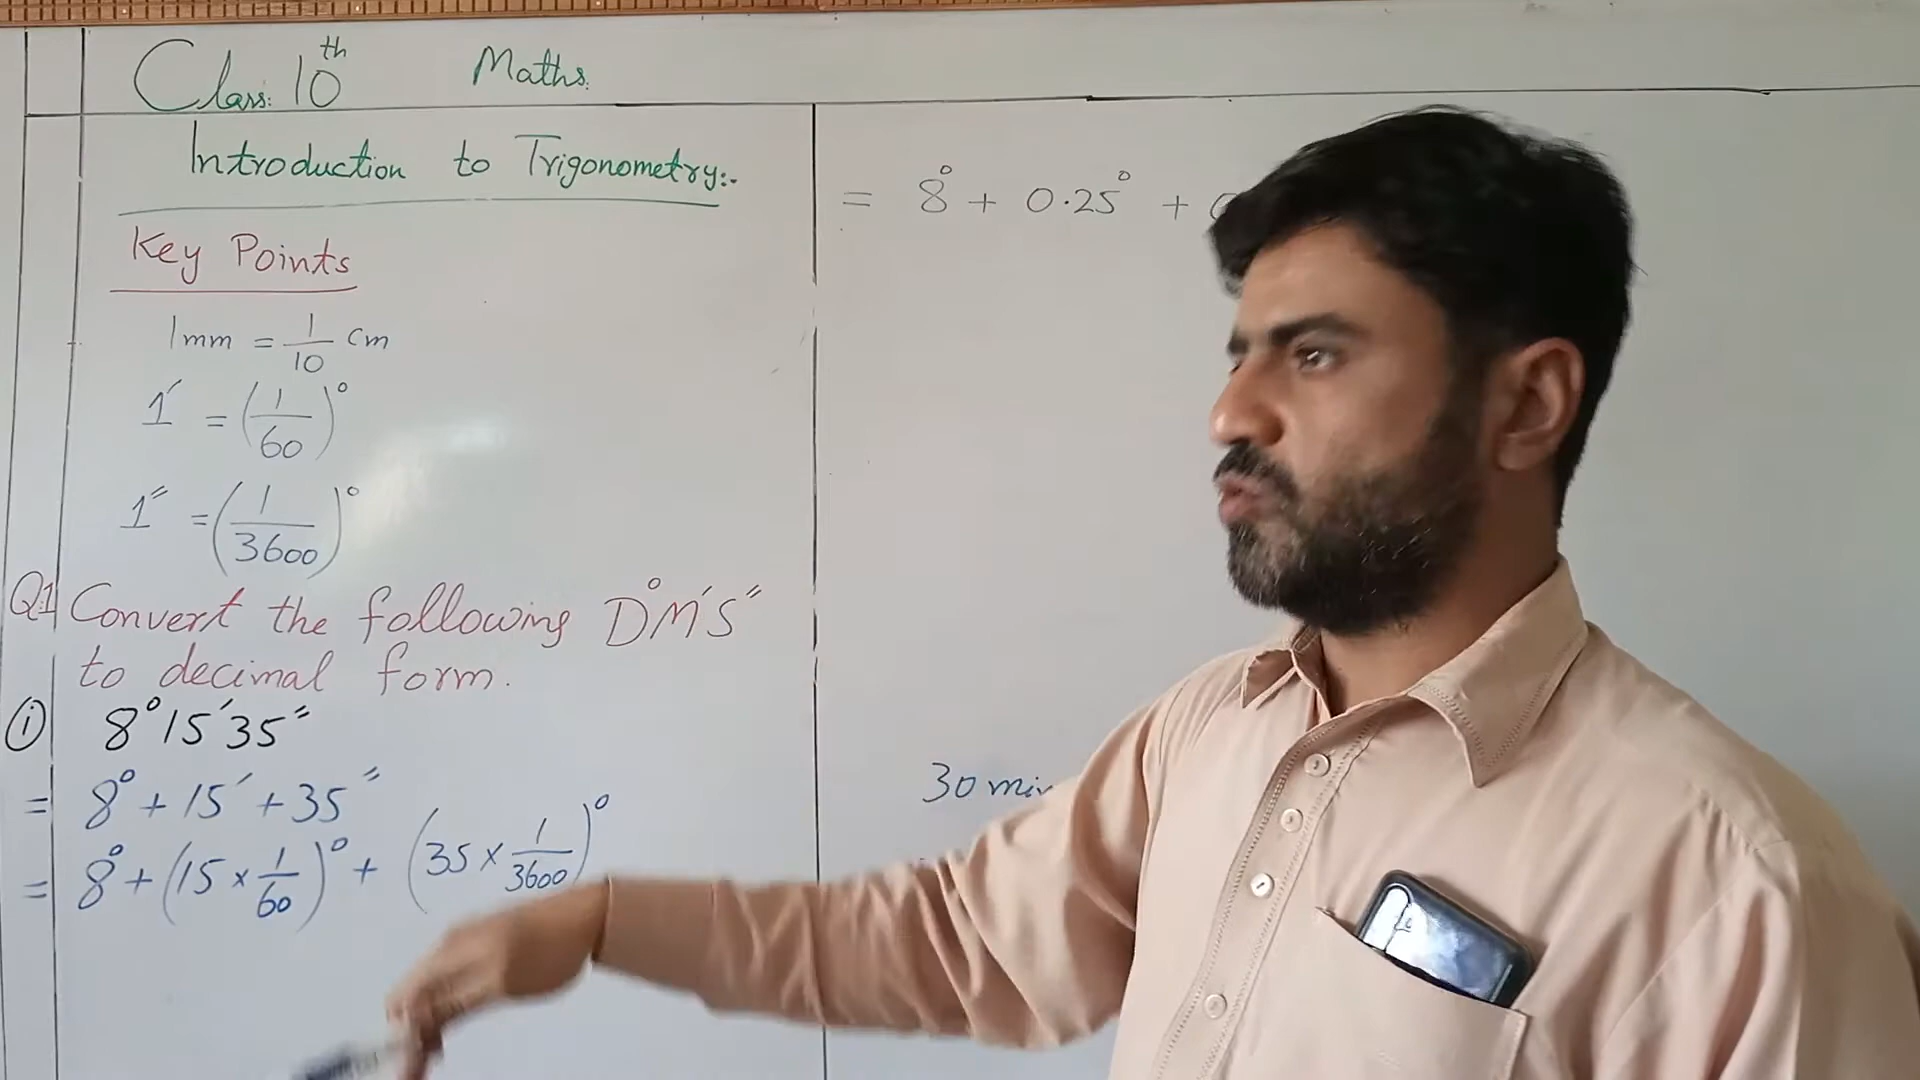 Class: 10th Maths.
Introduction to Trigonometry:-
Key Points
1mm = 1/10 cm
1′ = (1/60)°
1″ = (1/3600)°
Q1 Convert the following D°M′S″
to decimal form.
(i) 8°15′35″
= 8° + 15′ + 35″
= 8° + (15 × 1/60)° + (35 × 1/3600)°
= 8° + 0.25° +
30